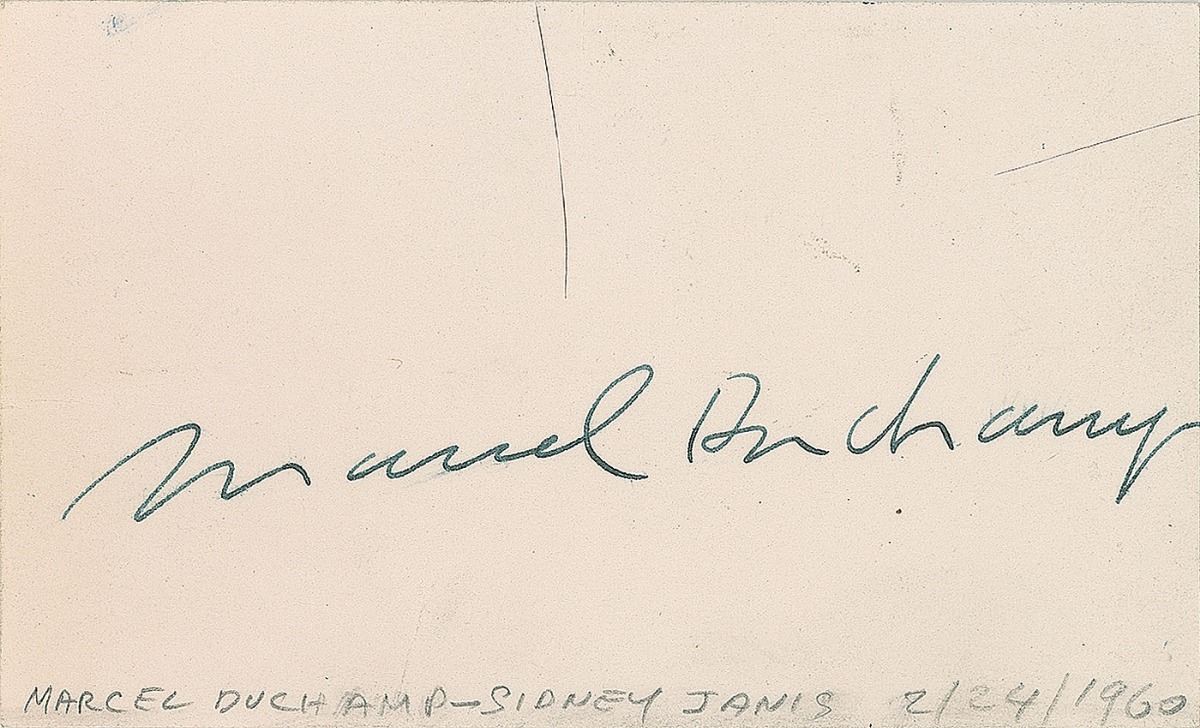 Marcel Duchamp
MARCEL DUCHAMP-SIDNEY JANIS 2/24/1960